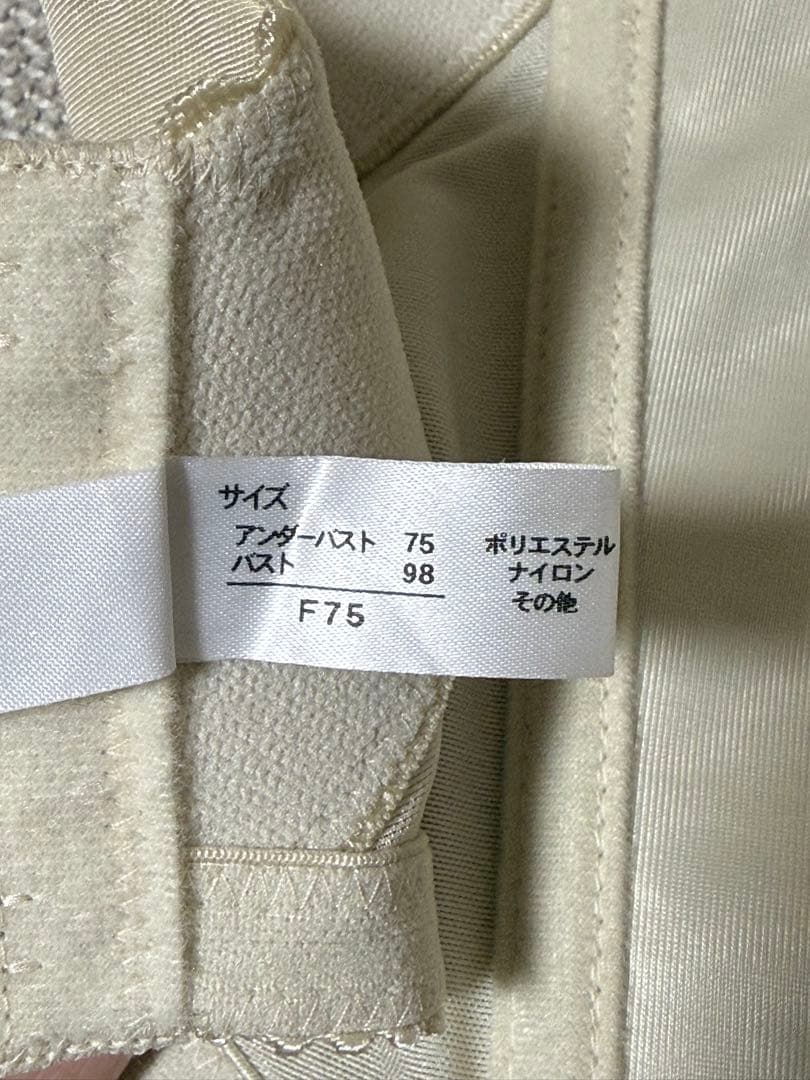 サイズ
アンダーバスト 75
バスト 98
F75
ポリエステル
ナイロン
その他